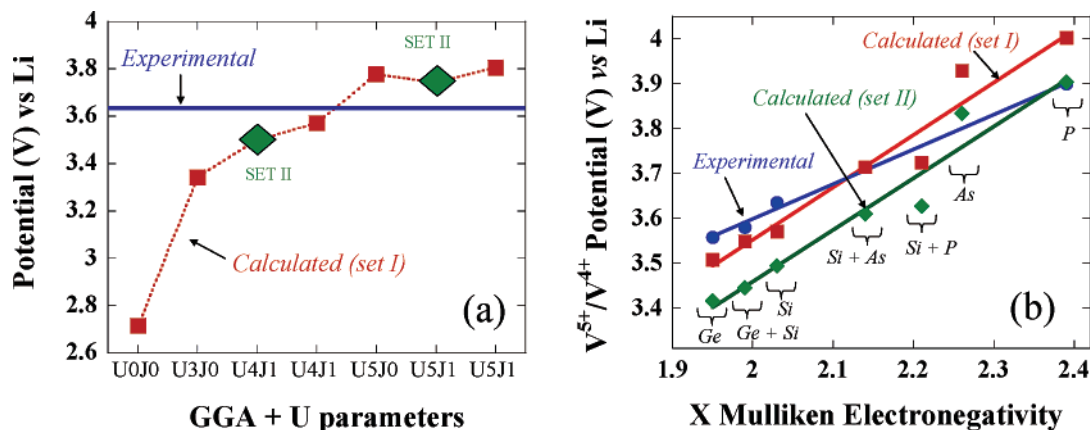 4
3.8
3.6
3.4
3.2
3
2.8
2.6
Potential (V) vs Li
Experimental
SET II
SET II
Calculated (set I)
(a)
U0J0 U3J0 U4J1 U4J1 U5J0 U5J1 U5J1
GGA + U parameters
4
3.9
3.8
3.7
3.6
3.5
3.4
V5+/V4+ Potential (V) vs Li
Calculated (set I)
Calculated (set II)
Experimental
P
As
Si + P
Si + As
Si
Ge + Si
Ge
(b)
1.9 2 2.1 2.2 2.3 2.4
X Mulliken Electronegativity